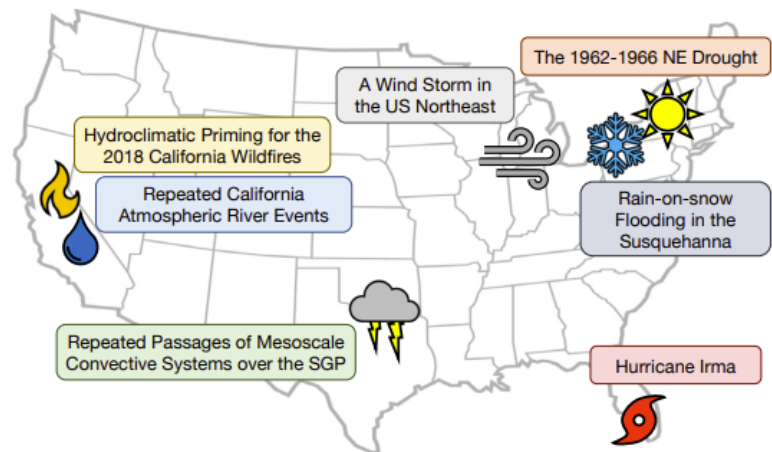 The 1962-1966 NE Drought
A Wind Storm in
the US Northeast
Hydroclimatic Priming for the
2018 California Wildfires
Repeated California
Atmospheric River Events
Rain-on-snow
Flooding in the
Susquehanna
Repeated Passages of Mesoscale
Convective Systems over the SGP
Hurricane Irma